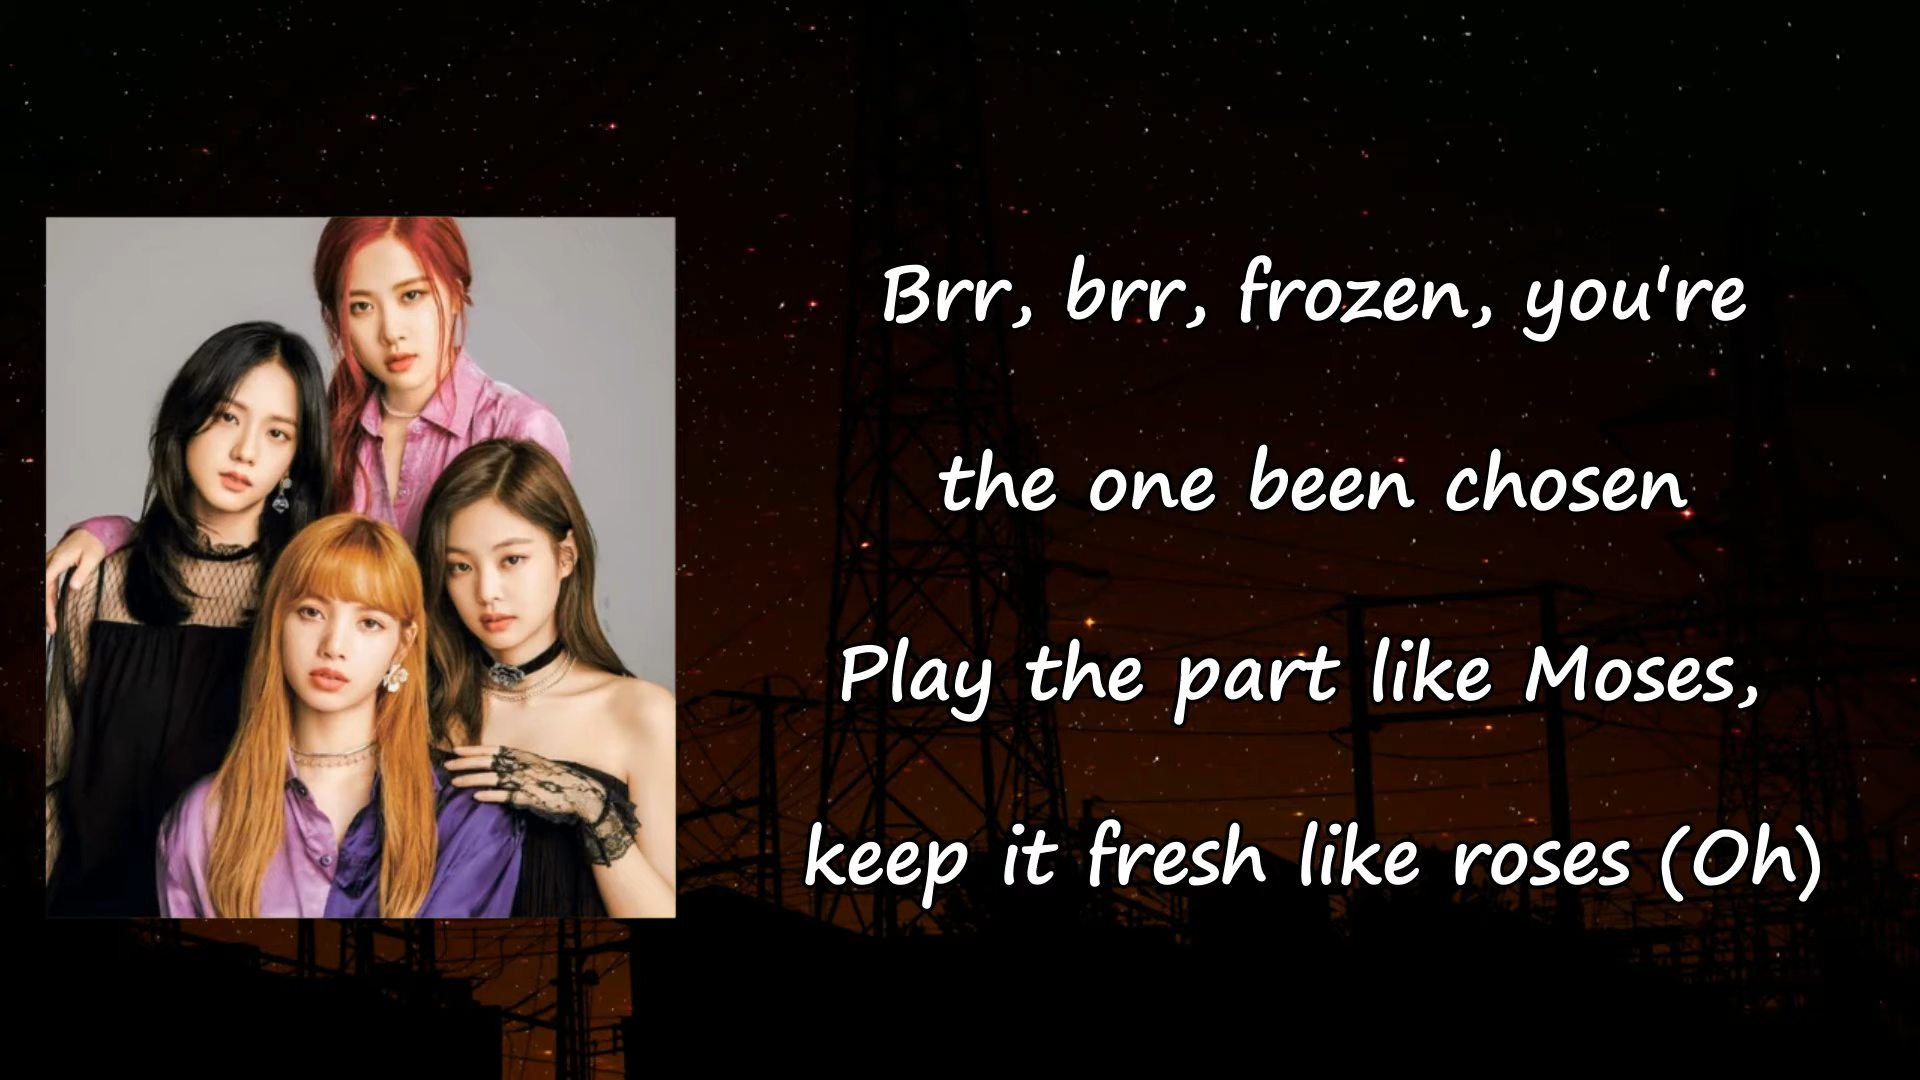 Brr, brr, frozen, you're
the one been chosen
Play the part like Moses,
keep it fresh like roses (Oh)